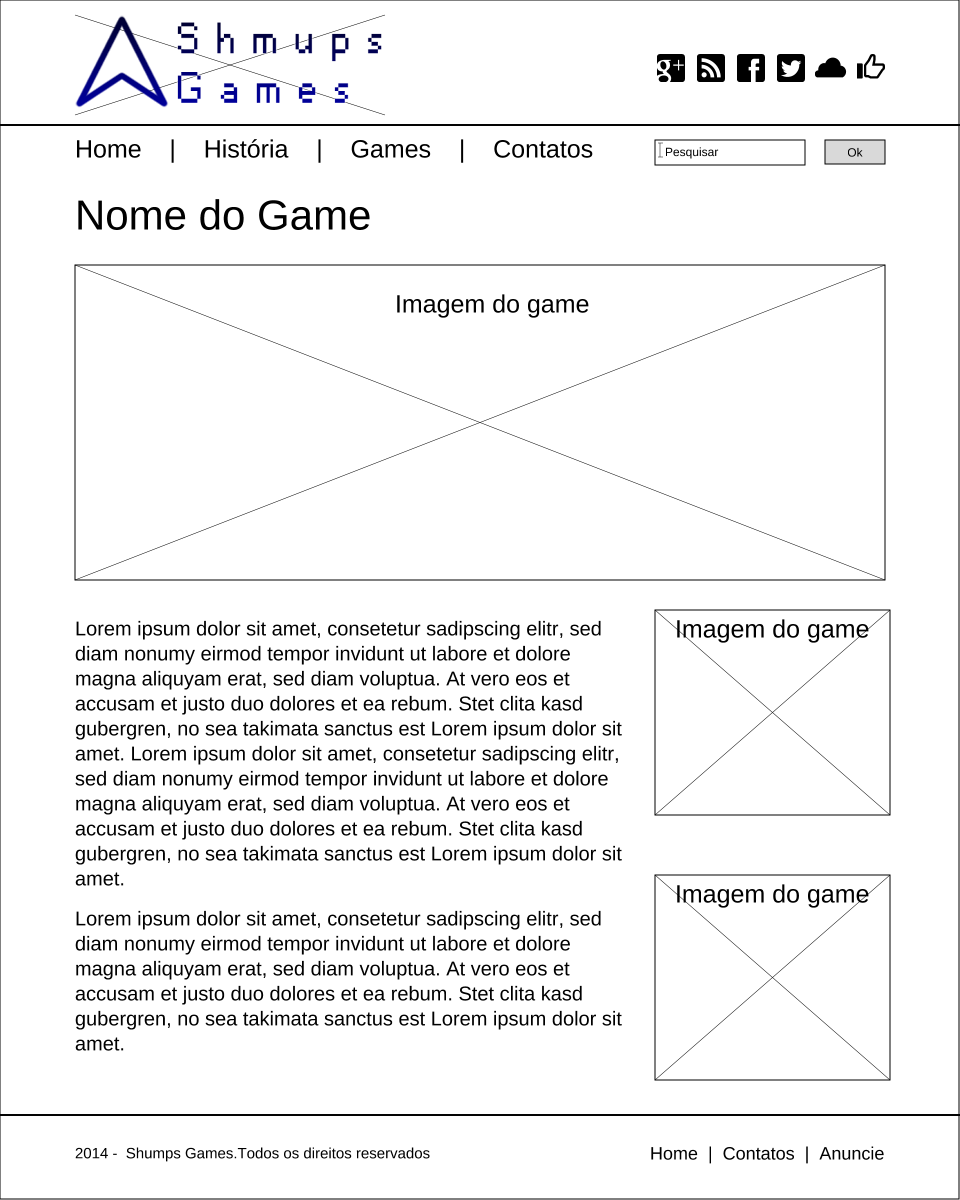 Shmups
Games
Home | História | Games | Contatos
Pesquisar
Ok
Nome do Game
Imagem do game
Lorem ipsum dolor sit amet, consetetur sadipscing elitr, sed
diam nonumy eirmod tempor invidunt ut labore et dolore
magna aliquyam erat, sed diam voluptua. At vero eos et
accusam et justo duo dolores et ea rebum. Stet clita kasd
gubergren, no sea takimata sanctus est Lorem ipsum dolor sit
amet. Lorem ipsum dolor sit amet, consetetur sadipscing elitr,
sed diam nonumy eirmod tempor invidunt ut labore et dolore
magna aliquyam erat, sed diam voluptua. At vero eos et
accusam et justo duo dolores et ea rebum. Stet clita kasd
gubergren, no sea takimata sanctus est Lorem ipsum dolor sit
amet.
Lorem ipsum dolor sit amet, consetetur sadipscing elitr, sed
diam nonumy eirmod tempor invidunt ut labore et dolore
magna aliquyam erat, sed diam voluptua. At vero eos et
accusam et justo duo dolores et ea rebum. Stet clita kasd
gubergren, no sea takimata sanctus est Lorem ipsum dolor sit
amet.
Imagem do game
Imagem do game
2014 -  Shumps Games.Todos os direitos reservados
Home | Contatos | Anuncie